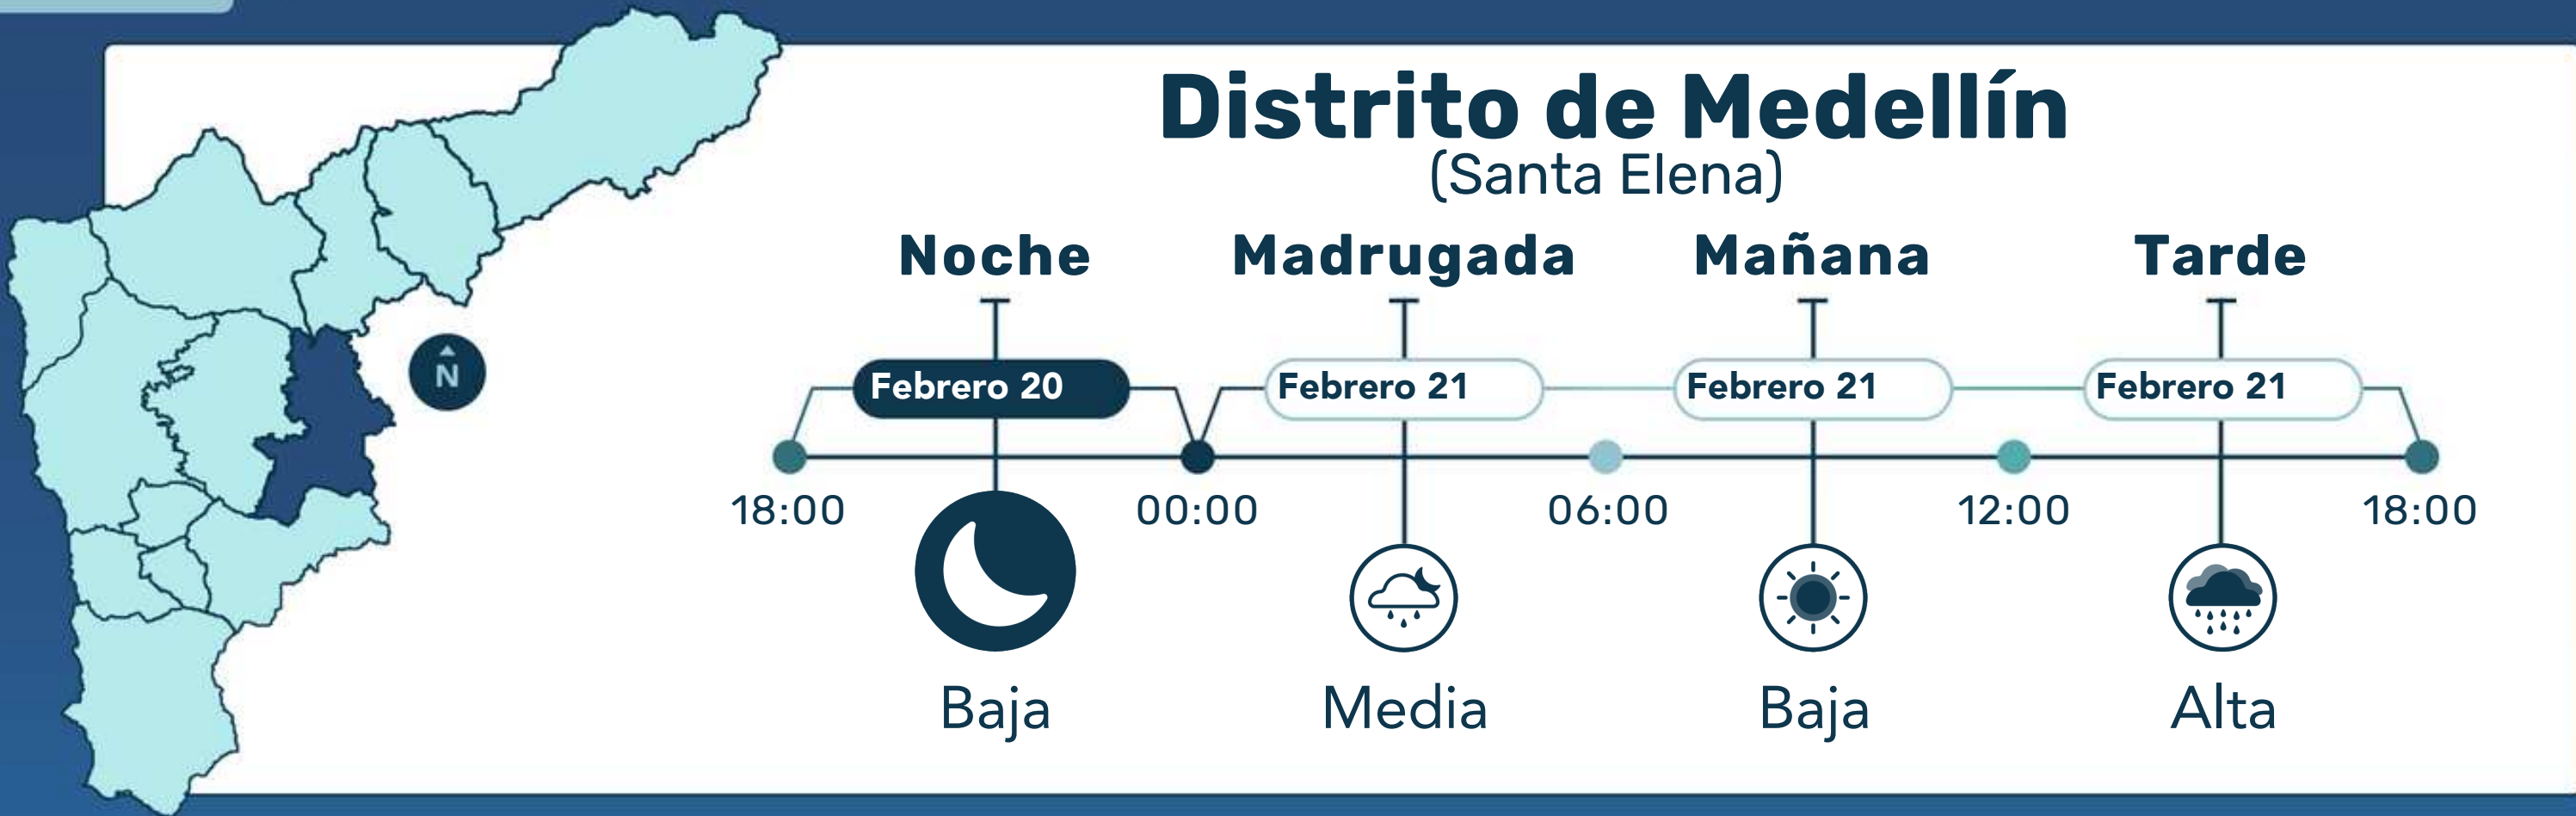 Distrito de Medellín
(Santa Elena)
Noche Madrugada Mañana Tarde
Febrero 20 Febrero 21 Febrero 21 Febrero 21
N
18:00 00:00 06:00 12:00 18:00
Baja Media Baja Alta